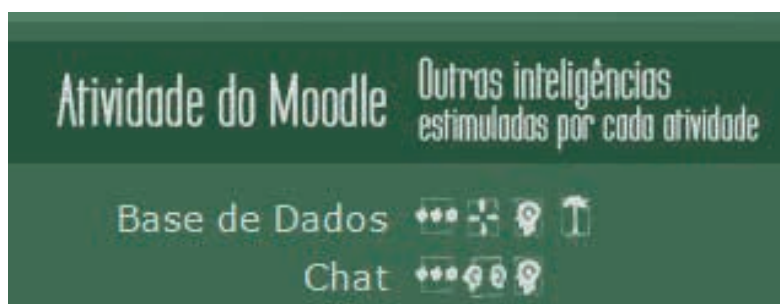 Atividade do Moodle
Outras inteligências
estimuladas por cada atividade
Base de Dados
Chat